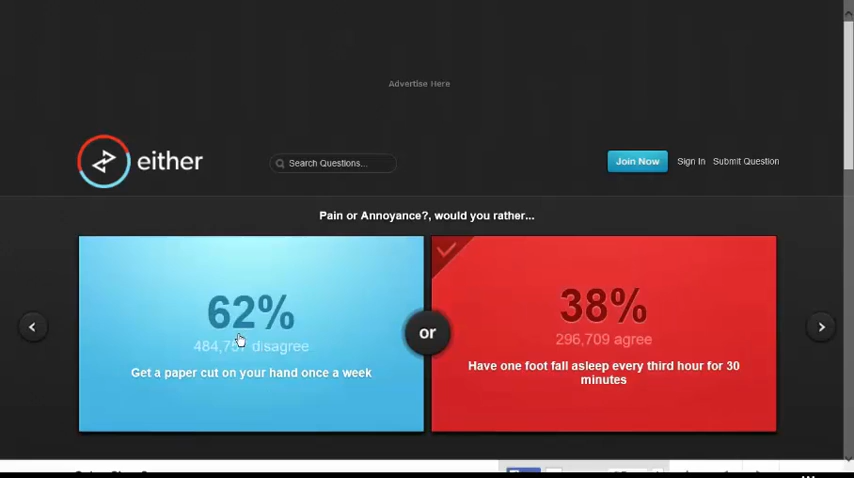 Advertise Here
either
Search Questions...
Join Now
Sign In
Submit Question
Pain or Annoyance?, would you rather...
62%
disagree
Get a paper cut on your hand once a week
or
38%
296,709 agree
Have one foot fall asleep every third hour for 30
minutes